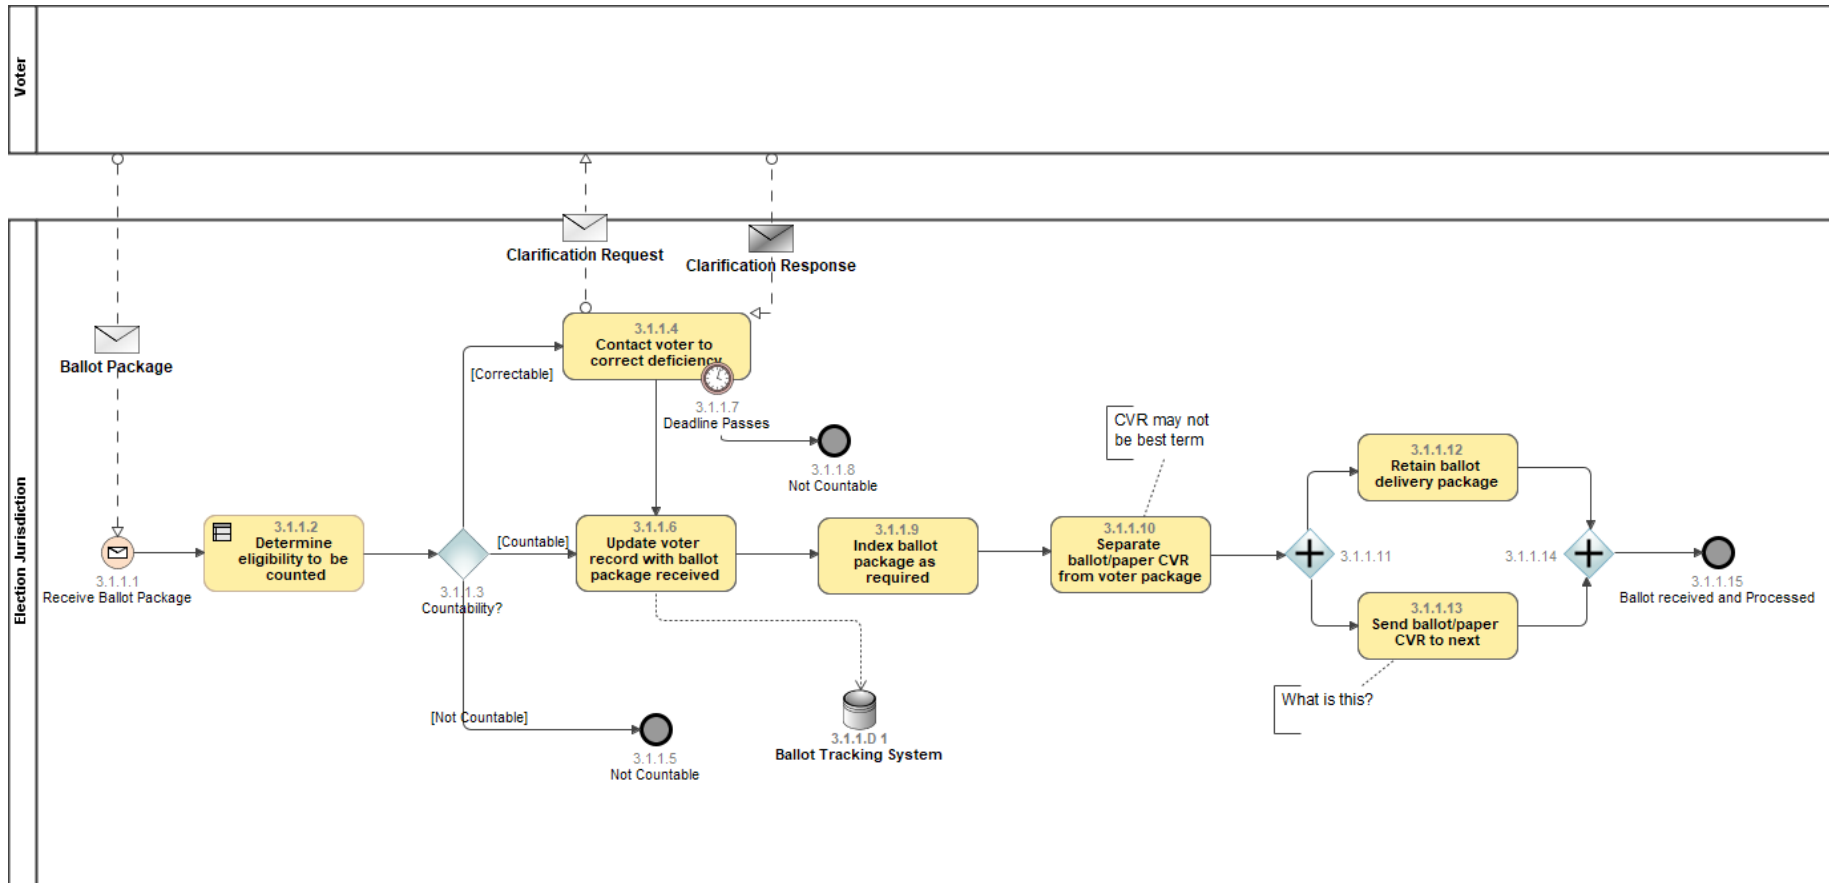 Voter
Election Jurisdiction
Ballot Package
Clarification Request
Clarification Response
3.1.1.1
Receive Ballot Package
3.1.1.2
Determine
eligibility to be
counted
3.1.1.3
Countability?
[Correctable]
[Countable]
[Not Countable]
3.1.1.4
Contact voter to
correct deficiency
3.1.1.7
Deadline Passes
3.1.1.8
Not Countable
3.1.1.5
Not Countable
3.1.1.6
Update voter
record with ballot
package received
3.1.1.D 1
Ballot Tracking System
3.1.1.9
Index ballot
package as
required
CVR may not
be best term
3.1.1.10
Separate
ballot/paper CVR
from voter package
3.1.1.11
3.1.1.12
Retain ballot
delivery package
3.1.1.13
Send ballot/paper
CVR to next
What is this?
3.1.1.14
3.1.1.15
Ballot received and Processed